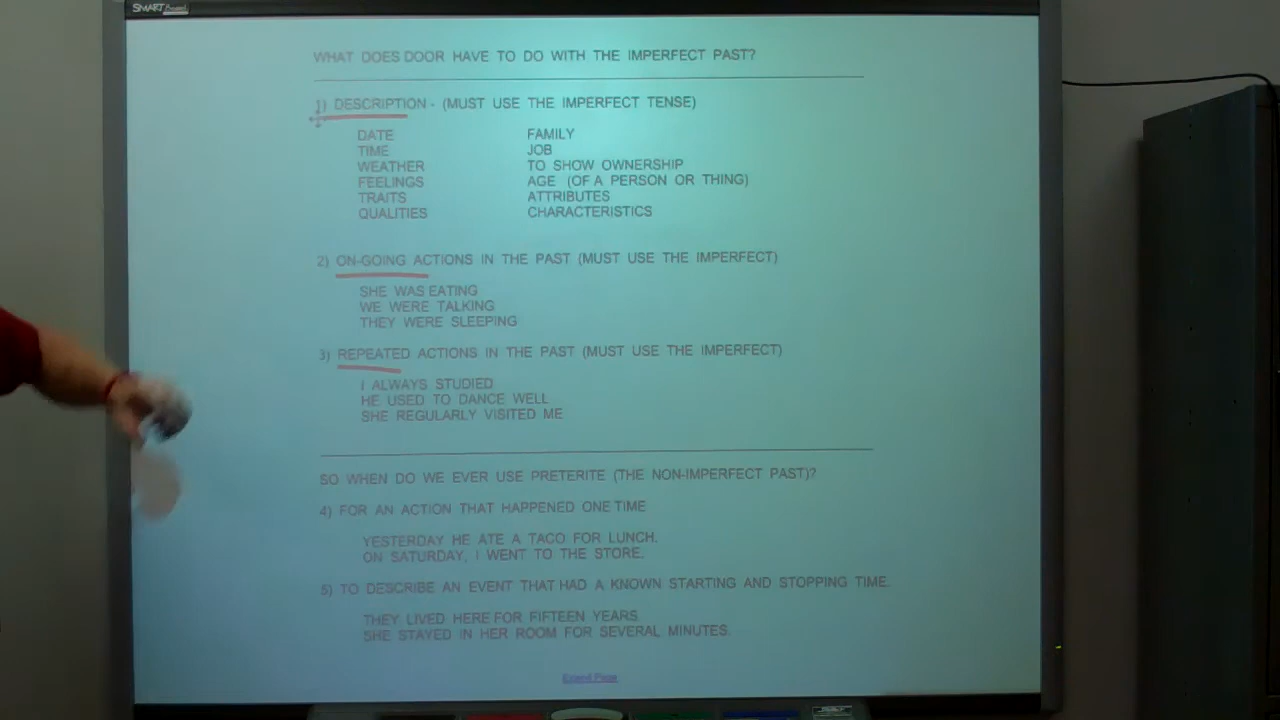 SMART Board
WHAT DOES DOOR HAVE TO DO WITH THE IMPERFECT PAST?
1) DESCRIPTION - (MUST USE THE IMPERFECT TENSE)
DATE FAMILY
TIME JOB
WEATHER TO SHOW OWNERSHIP
FEELINGS AGE (OF A PERSON OR THING)
TRAITS ATTRIBUTES
QUALITIES CHARACTERISTICS
2) ON-GOING ACTIONS IN THE PAST (MUST USE THE IMPERFECT)
SHE WAS EATING
WE WERE TALKING
THEY WERE SLEEPING
3) REPEATED ACTIONS IN THE PAST (MUST USE THE IMPERFECT)
I ALWAYS STUDIED
HE USED TO DANCE WELL
SHE REGULARLY VISITED ME
SO WHEN DO WE EVER USE PRETERITE (THE NON-IMPERFECT PAST)?
4) FOR AN ACTION THAT HAPPENED ONE TIME
YESTERDAY HE ATE A TACO FOR LUNCH.
ON SATURDAY, I WENT TO THE STORE.
5) TO DESCRIBE AN EVENT THAT HAD A KNOWN STARTING AND STOPPING TIME.
THEY LIVED HERE FOR FIFTEEN YEARS.
SHE STAYED IN HER ROOM FOR SEVERAL MINUTES.
Extend Page